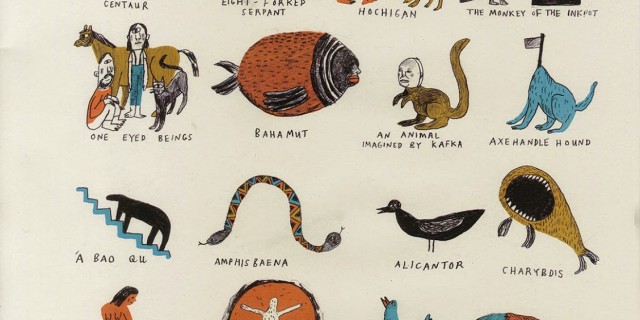 CENTAUR
EIGHT-FORKED
SERPANT
HOCHIGAN
THE MONKEY OF THE INKPOT
ONE EYED BEINGS
BAHAMUT
AN ANIMAL
IMAGINED BY KAFKA
AXEHANDLE HOUND
'A BAO QU
AMPHISBAENA
ALICANTOR
CHARYBDIS